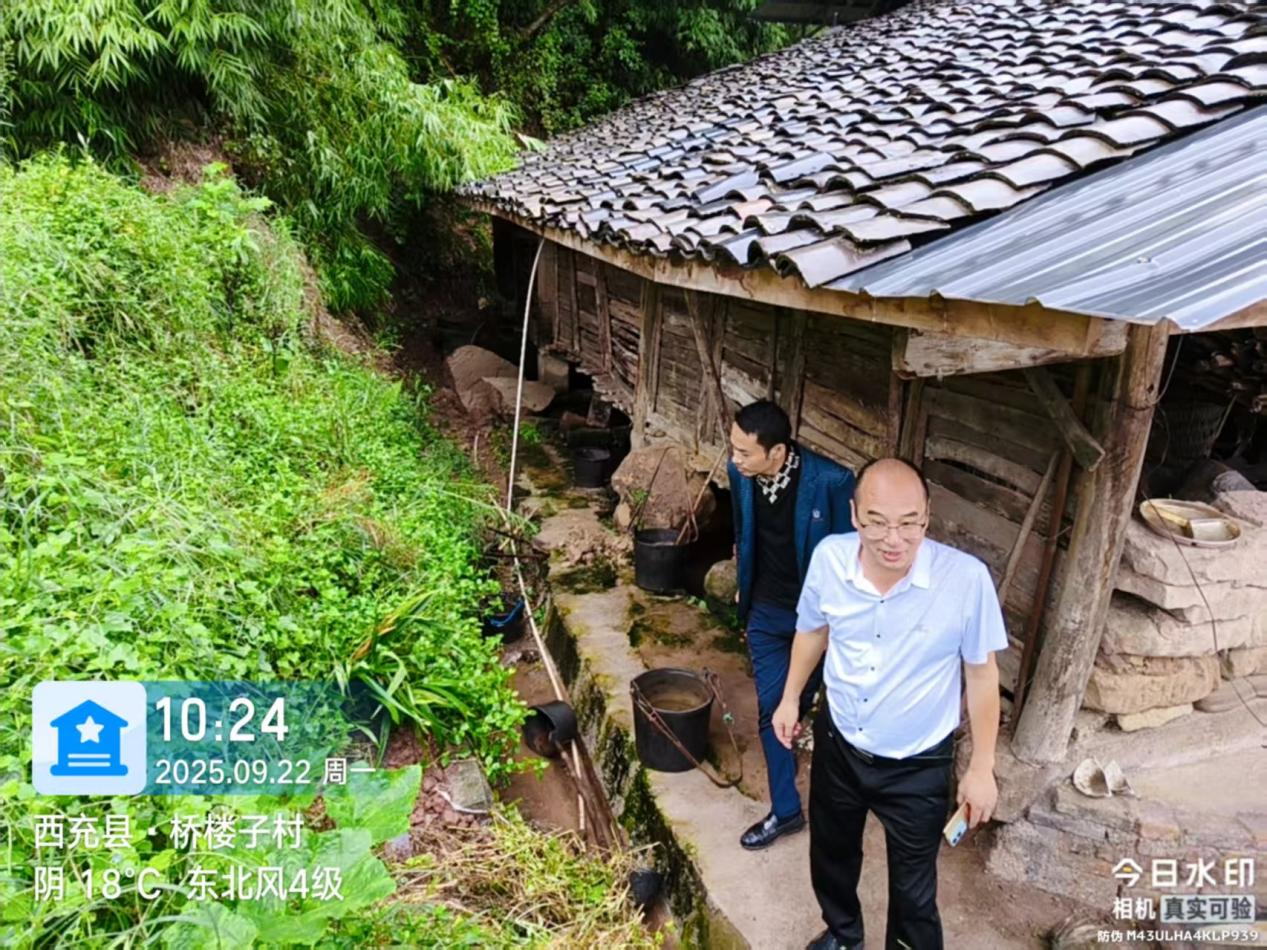 10:24
2025.09.22 周一
西充县·桥楼子村
阴 18°C 东北风4级
今日水印
相机 真实可验
防伪 M43ULHA4KLP939